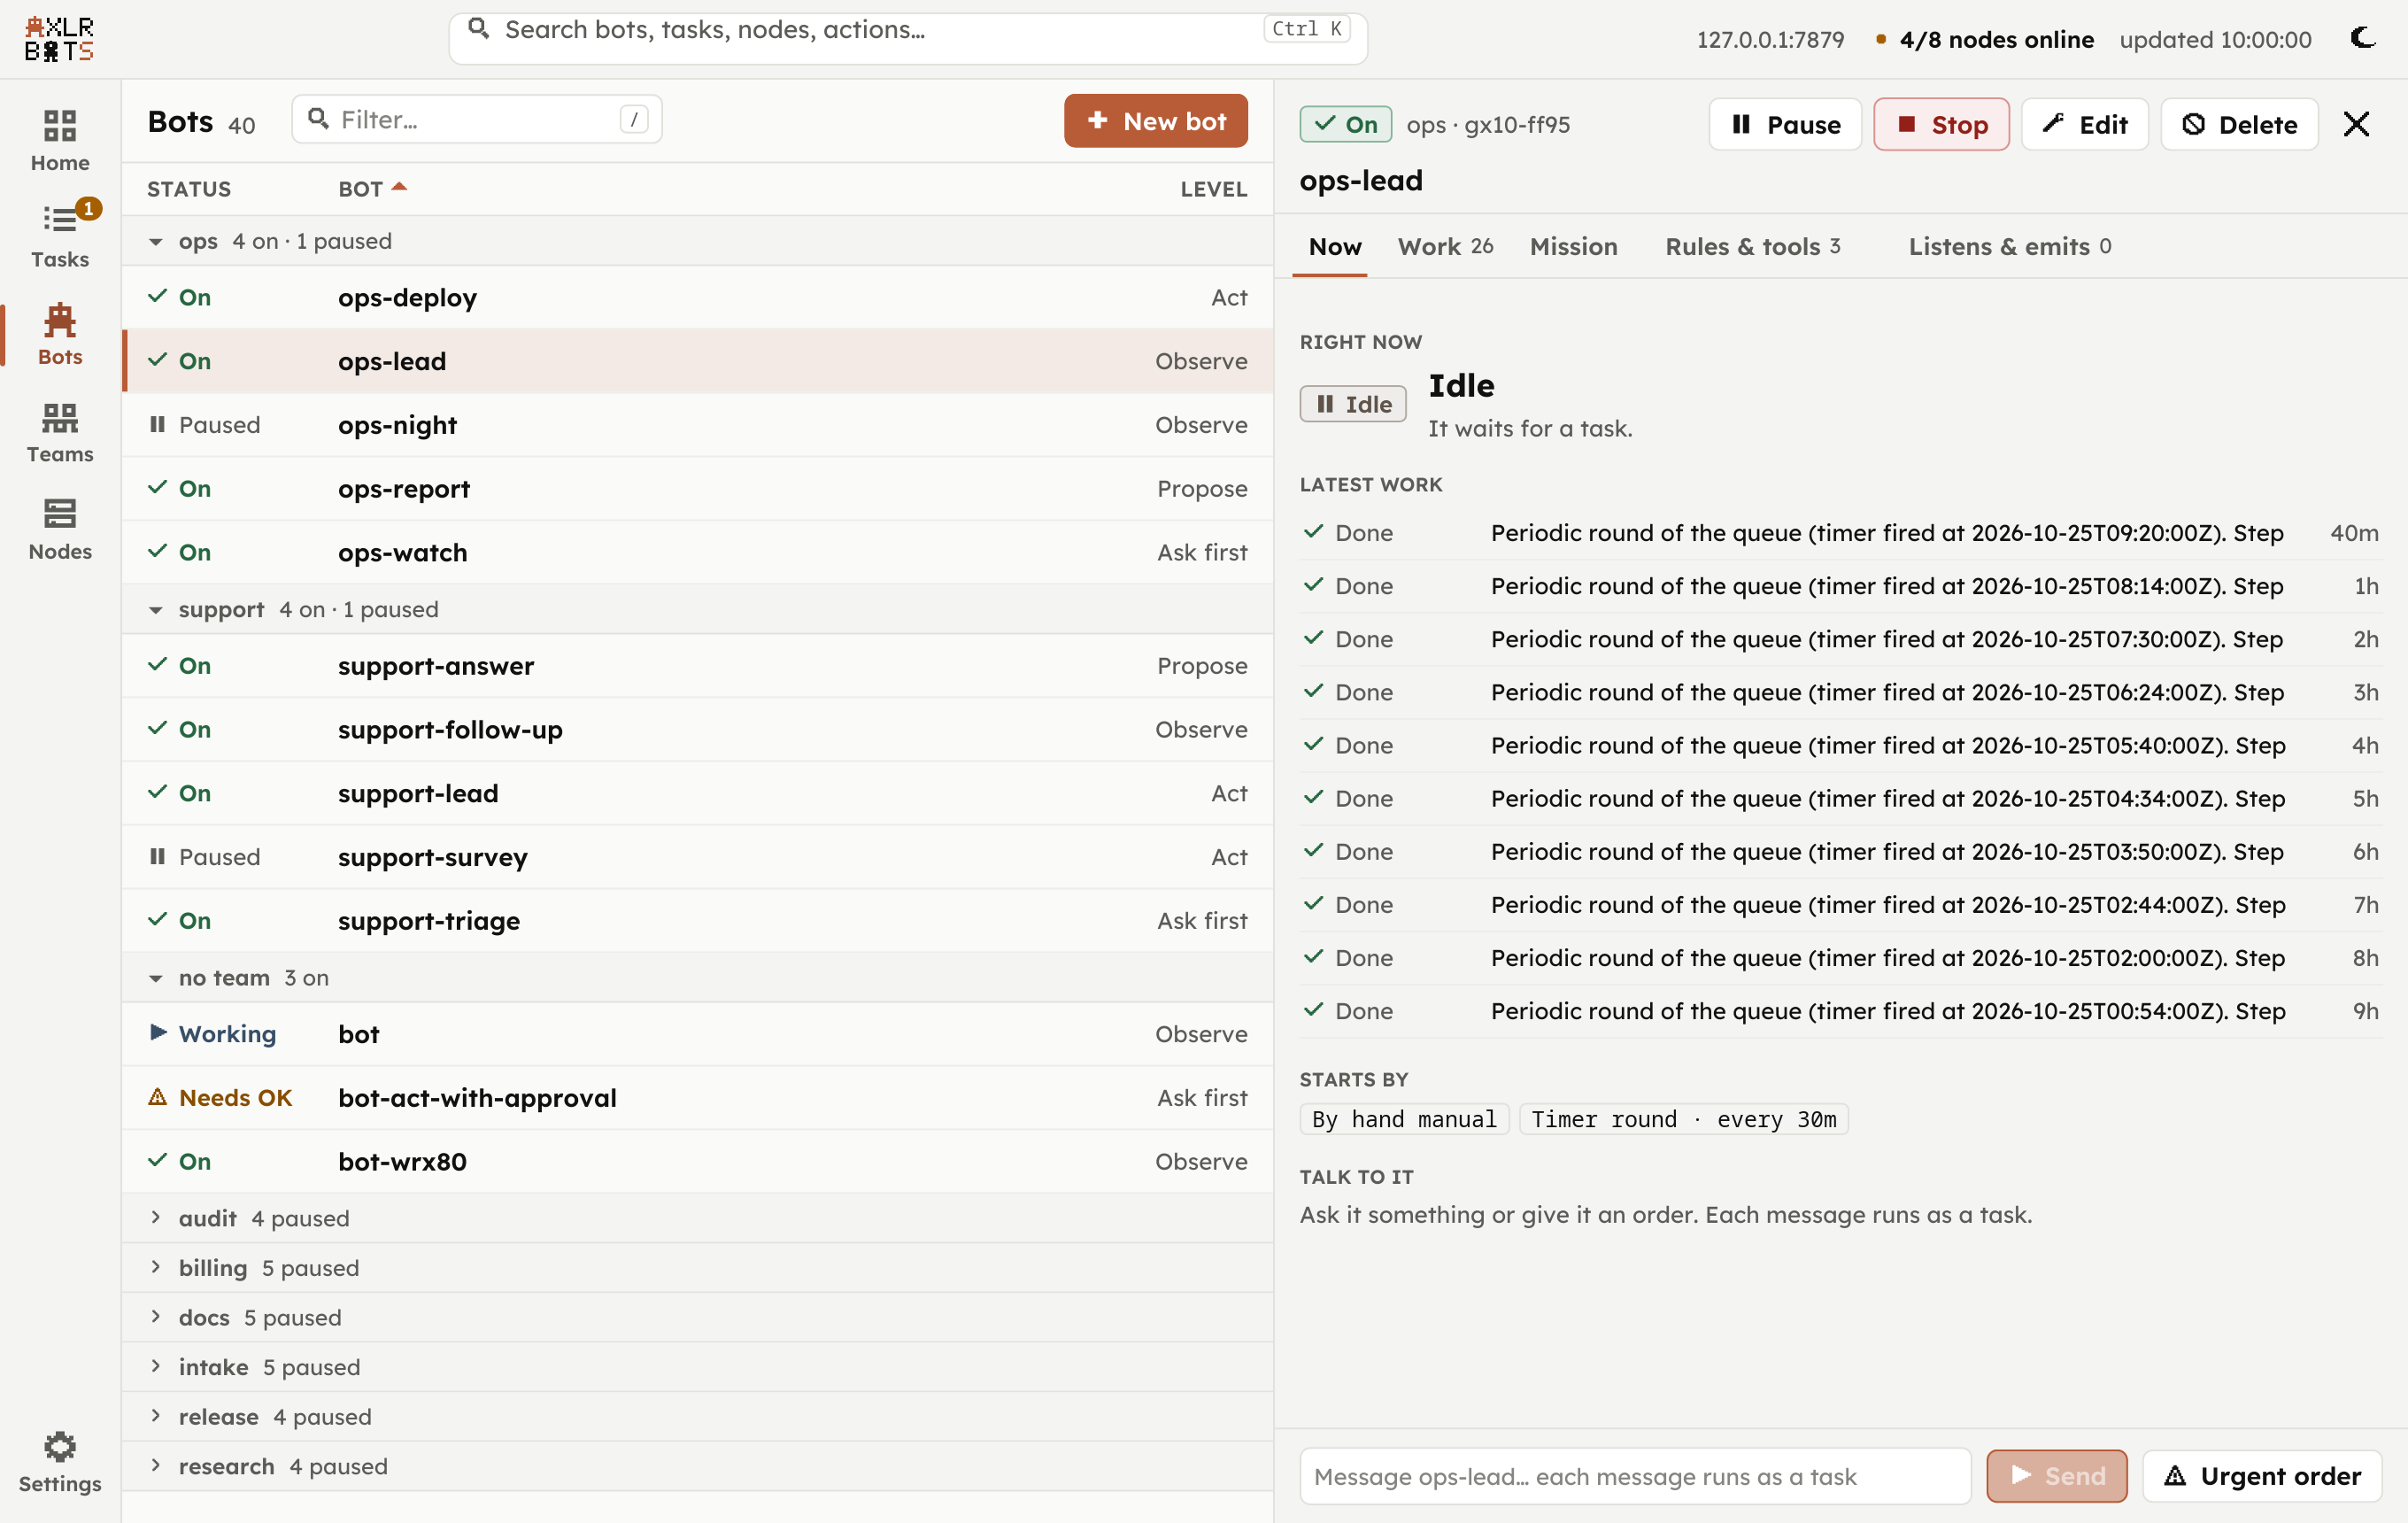 AXLR
BOTS
Search bots, tasks, nodes, actions... Ctrl K
127.0.0.1:7879 4/8 nodes online updated 10:00:00
Home
Tasks 1
Bots
Teams
Nodes
Settings
Bots 40 Filter... / New bot
STATUS BOT LEVEL
ops 4 on · 1 paused
On ops-deploy Act
On ops-lead Observe
Paused ops-night Observe
On ops-report Propose
On ops-watch Ask first
support 4 on · 1 paused
On support-answer Propose
On support-follow-up Observe
On support-lead Act
Paused support-survey Act
On support-triage Ask first
no team 3 on
Working bot Observe
Needs OK bot-act-with-approval Ask first
On bot-wrx80 Observe
audit 4 paused
billing 5 paused
docs 5 paused
intake 5 paused
release 4 paused
research 4 paused
On ops · gx10-ff95 Pause Stop Edit Delete
ops-lead
Now Work 26 Mission Rules & tools 3 Listens & emits 0
RIGHT NOW
Idle Idle
It waits for a task.
LATEST WORK
Done Periodic round of the queue (timer fired at 2026-10-25T09:20:00Z). Step 40m
Done Periodic round of the queue (timer fired at 2026-10-25T08:14:00Z). Step 1h
Done Periodic round of the queue (timer fired at 2026-10-25T07:30:00Z). Step 2h
Done Periodic round of the queue (timer fired at 2026-10-25T06:24:00Z). Step 3h
Done Periodic round of the queue (timer fired at 2026-10-25T05:40:00Z). Step 4h
Done Periodic round of the queue (timer fired at 2026-10-25T04:34:00Z). Step 5h
Done Periodic round of the queue (timer fired at 2026-10-25T03:50:00Z). Step 6h
Done Periodic round of the queue (timer fired at 2026-10-25T02:44:00Z). Step 7h
Done Periodic round of the queue (timer fired at 2026-10-25T02:00:00Z). Step 8h
Done Periodic round of the queue (timer fired at 2026-10-25T00:54:00Z). Step 9h
STARTS BY
By hand manual Timer round · every 30m
TALK TO IT
Ask it something or give it an order. Each message runs as a task.
Message ops-lead... each message runs as a task Send Urgent order